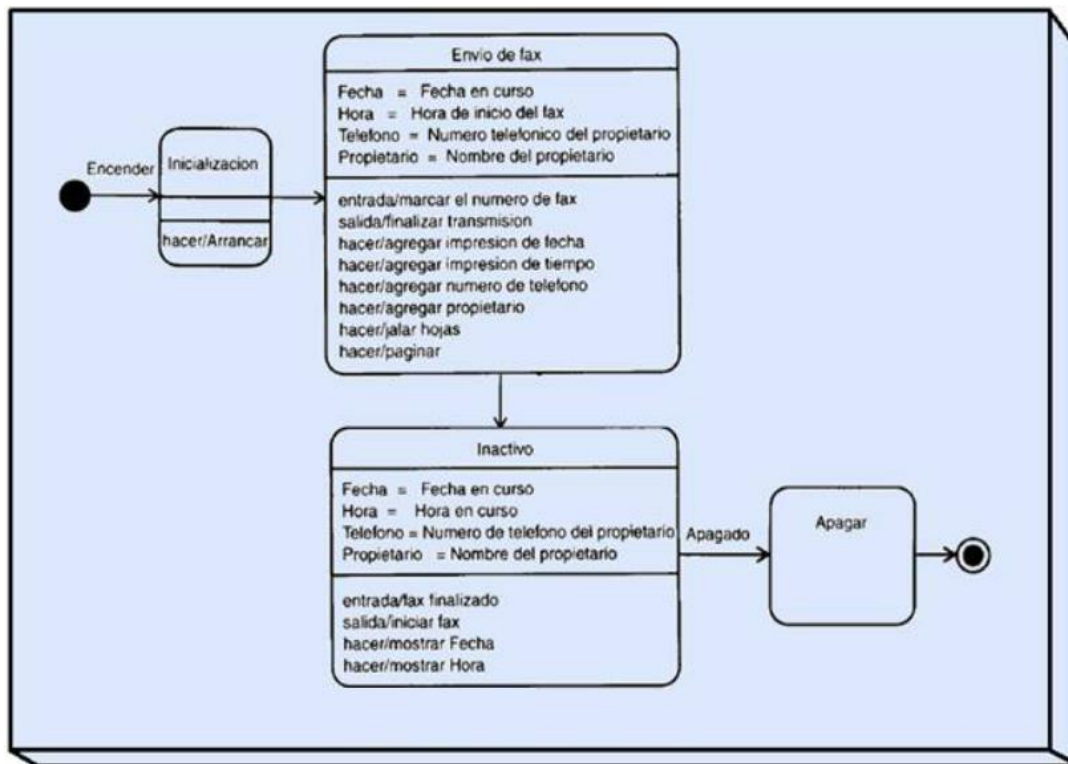 Envio de fax
Fecha = Fecha en curso
Hora = Hora de inicio del fax
Telefono = Numero telefonico del propietario
Propietario = Nombre del propietario
entrada/marcar el numero de fax
salida/finalizar transmision
hacer/agregar impresion de fecha
hacer/agregar impresion de tiempo
hacer/agregar numero de telefono
hacer/agregar propietario
hacer/jalar hojas
hacer/paginar
Encender
Inicializacion
hacer/Arrancar
Inactivo
Fecha = Fecha en curso
Hora = Hora en curso
Telefono = Numero de telefono del propietario
Propietario = Nombre del propietario
entrada/fax finalizado
salida/iniciar fax
hacer/mostrar Fecha
hacer/mostrar Hora
Apagado
Apagar